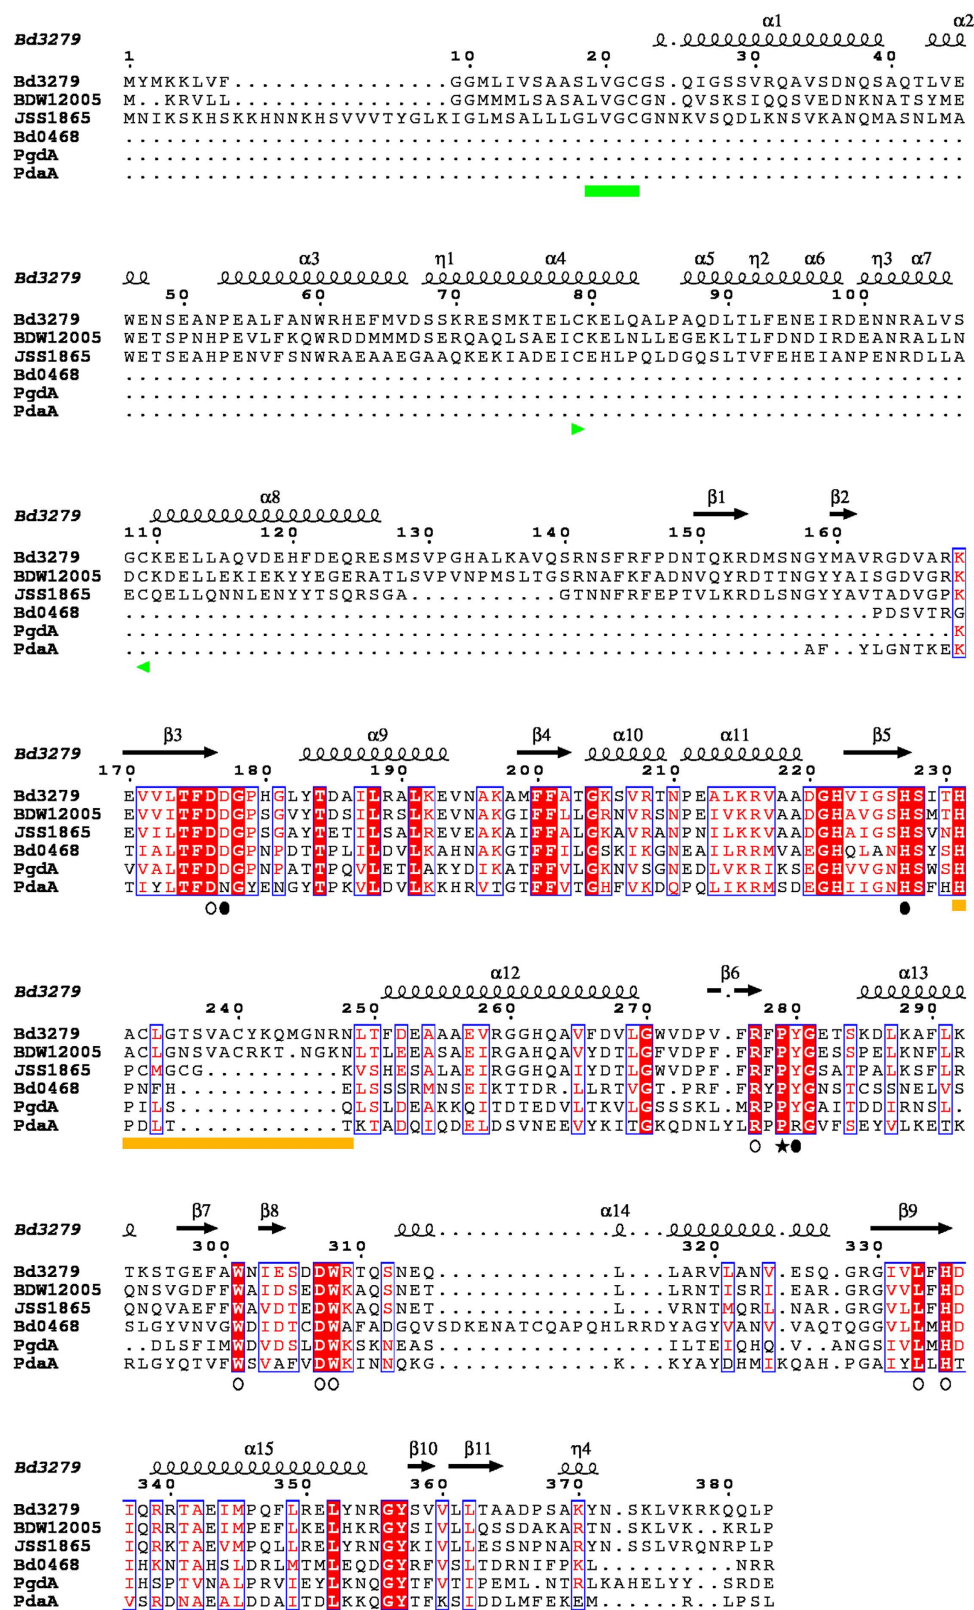 α1 α2
Bd3279
1 10 20 30 40
Bd3279 MYMKKLVF................GGMLIVSAASLVGCGS.QIGSSVRQAVSDNQSAQTLVE
BDW12005 M..KRVLL................GGMMMLSASALVGCGN.QVSKSIQQSVEDNKNATSYME
JSS1865 MNIKSKHSKKHNNKHSVVVTYGLKIGLMSALLLGLVGCGNNKVSQDLKNSVKANQMASNLMA
Bd0468 ..............................................................
PgdA ..............................................................
PdaA ..............................................................
α3 η1 α4 α5 η2 α6 η3 α7
Bd3279
50 60 70 80 90 100
Bd3279 WENSEANPEALFANWRHEFMVDSSKRESMKTELCKELQALPAQDLTLFENEIRDENNRALVS
BDW12005 WETSPNHPEVLFKQWRDDMMMDSERQAQLSAEICKELNLLEGEKLTLFDNDIRDEANRALLN
JSS1865 WETSEAHPENVFSNWRAEAAEGAAQKEKIADEICEHLHPLQLDGQSLTVFEHEIANPENRDLLA
Bd0468 ..............................................................
PgdA ..............................................................
PdaA ..............................................................
α8 β1 β2
Bd3279
110 120 130 140 150 160
Bd3279 GCKEELLAQVDEHFDEQRESMSVPGHALKAVQSRNSFRFPDNTQKRDMSNGYMAVRGDVARK
BDW12005 DCKDELLEKIEKYYEGERATLSVPVNPMSLTGSRNAFKFADNVQYRDTTNGYYAISGDVGRK
JSS1865 ECQELLQNNLENYYTSQRSGA...........GTNNFRFEPTVLKRDLSNGYYAVTADVGPK
Bd0468 .......................................................PDSVTRG
PgdA .............................................................K
PdaA ..................................................AF..YLGNTKEK
β3 α9 β4 α10 α11 β5
Bd3279
170 180 190 200 210 220 230
Bd3279 EVVLTFDDGPHGLYTDAILRALKEVNAKAMFFATGKSVRTNPEALKRVAADGHVIGSHSITH
BDW12005 EVVITFDDGPSGVYTDSILRSLKEVNAKGIFFLLGRNVRSNPEIVKRVAADGHAVGSHSMTH
JSS1865 EVILTFDDGPSGAYTETILSALREVEAKAIFFALGKAVRANPNILKKVAADGHVIGSHSVNH
Bd0468 TIALTFDDGPNPDTTPLILDVLKAHNAKGTFFVLGSKIKGNEAILRRMVAEGHQLANHSYSH
PgdA VVALTFDDGPNPATTPQVLETLAKYDIKATFFVLGKNVSGNEDLVKRIKSEGHVVGNHSWSH
PdaA TIYLTFDNGYENGYTPKVLDVLKKHRVTGTFFVTGHFVKDQPQLIKRMSDEGHIIGNHSFHH
α12 β6 α13
Bd3279
240 250 260 270 280 290
Bd3279 ACLGTSVACYKQMGNRNLTFDEAAAEVRGGHQAVFDVLGWVDPV.FRFPYGETSKDLKAFLK
BDW12005 ACLGNSVACRKT.NGKNLTLEEASAEIRGAHQAVYDTLGFVDPF.FRFPYGESSPELKNFLR
JSS1865 PCMGCG.........KVSHESALAEIRGAHQAIYDTLGWVDPF.FRFPYGASTPALKQFLK
Bd0468 PNFH...........ELSSSRMNSEIKTTDR.LLRTVGT.PRF.FRYPYGNSTCSSNELVS
PgdA PILS............QLSLDEAKKQITDTEDVLTKVLGSSSKL.MRPPYGAITDDIRNSL.
PdaA PDLT............TKTADQIQDELDSVNEEVYKITGKQDNLYLRPPRGVFSEYVLKETK
β7 β8 α14 β9
Bd3279
300 310 320 330
Bd3279 TKSTGEFAWNIESDDWRTQSNEQ.............L...LARVLANV.ESQ.GRGIVLFHD
BDW12005 QNSVGDFFWAIDSEDWKAQSNET.............L...LRNTISRI.EAR.GRGVVLFHD
JSS1865 QNQVAEFFWAVDTEDWKAQSNET.............L...VRNTMQRL.NAR.GRGVLLFHD
Bd0468 SLGYVNVGWDIDTCDWAFADGQVSDKENATCQAPQHLRRDYAGYVANV.VAQTQGGVLLMHD
PgdA ..DLSFIMWDVDSLDWKSKNEAS.................ILTEIQHQ.V.ANGSIVLMHD
PdaA RLGYQTVFWSVAFVDWKINNQKG.............K...KYAYDHMIKQAH.PGAIYLLHT
α15 β10 β11 η4
Bd3279
340 350 360 370 380
Bd3279 IQRRTAEIMPQFLRELYNRGYSVVLLTAADPSAKYN.SKLVKRKQQLP
BDW12005 IQRRTAEIMPEFLKELHKRGYSIVLLQSSDAKARTN.SKLVK..KRLP
JSS1865 IQRKTAEVMPQLLRELYRNGYKIVLLESSNPNARYN.SSLVRQNRPLP
Bd0468 IHKNTAHSLDRLMTMLEQDGYRFVSLTDRNIFPKL..........NRR
PgdA IHSPTVNALPRVIEYLKNQGYTFVTIPEML.NTRLKAHELYY..SRDE
PdaA VSRDNAEALDDAITDLKKQGYTFKSIDDLMFEKEM......R..LPSL